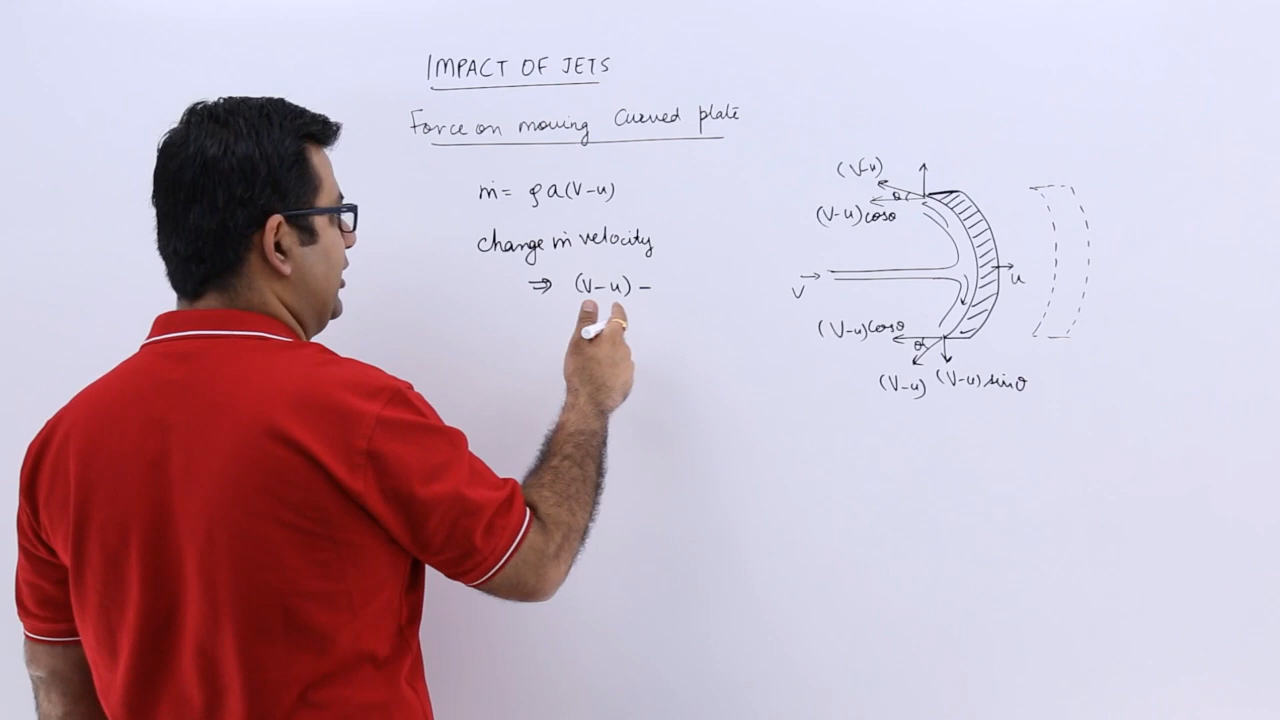 IMPACT OF JETS
Force on moving Curved plate
ṁ = ρa(V-u)
change in velocity
⇒ (V-u) -
(V-u)
θ
(V-u)cosθ
V
u
(V-u)cosθ
θ
(V-u)
(V-u)sinθ